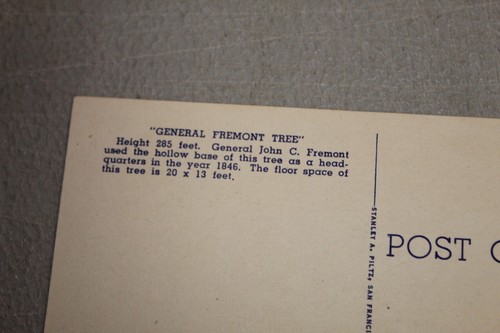 "GENERAL FREMONT TREE"
Height 285 feet. General John C. Fremont
used the hollow base of this tree as a head-
quarters in the year 1846. The floor space of
this tree is 20 x 13 feet.
STANLEY A. PILTZ, SAN FRANC
POST